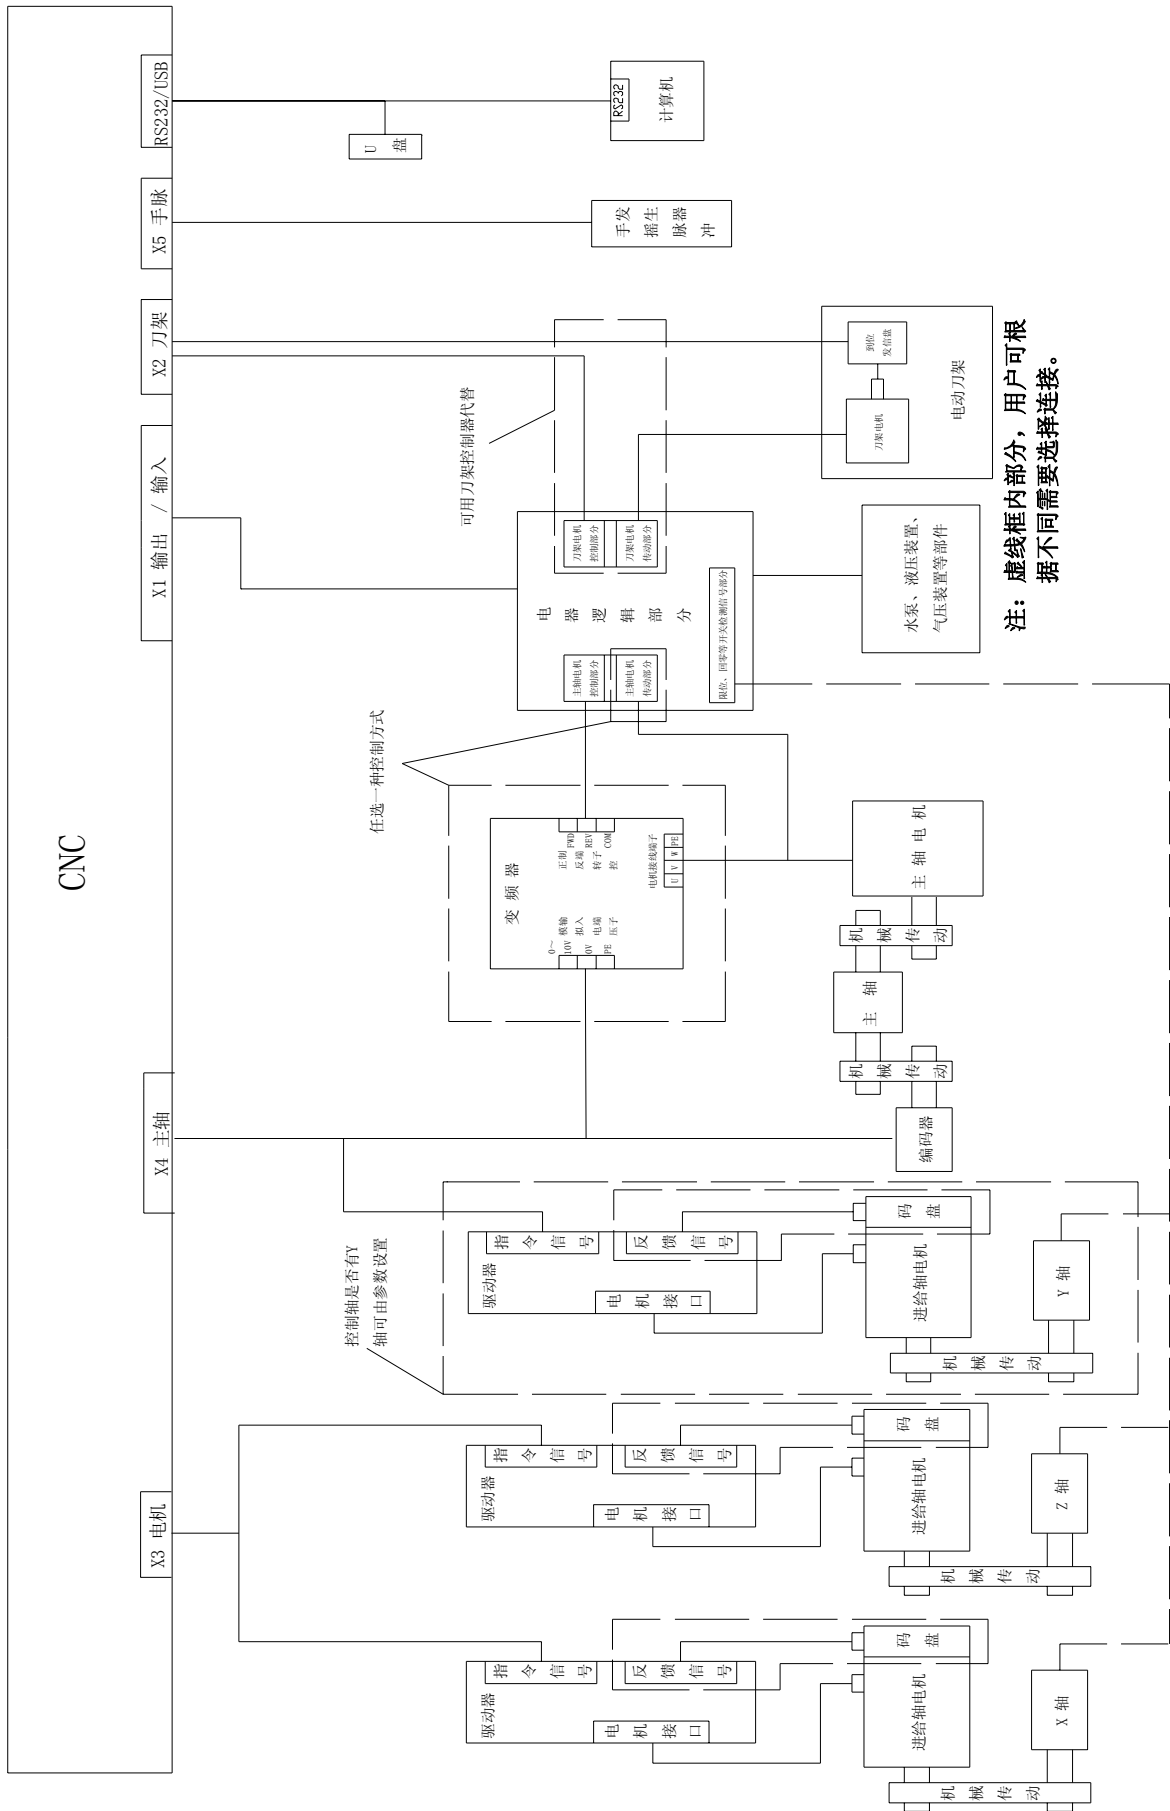 CNC
X3 电机
X4 主轴
X1 输出 / 输入
X2 刀架
X5 手脉
RS232/USB
控制轴是否有Y
轴可由参数设置
任选一种控制方式
可用刀架控制器代替
U 盘
RS232
计算机
手摇脉冲
发生器
驱动器
指令信号
反馈信号
电机接口
码盘
进给轴电机
机械传动
X 轴
驱动器
指令信号
反馈信号
电机接口
码盘
进给轴电机
机械传动
Z 轴
驱动器
指令信号
反馈信号
电机接口
码盘
进给轴电机
机械传动
Y 轴
变 频 器
0～
10V
0V
PE
模拟电压
输入端子
正反转控
制端子
FWD
REV
COM
电机接线端子
U V W PE
编码器
机械传动
主 轴
机械传动
主 轴 电 机
电器逻辑部分
主轴电机
控制部分
主轴电机
传动部分
刀架电机
控制部分
刀架电机
传动部分
限位、回零等开关检测信号部分
水泵、液压装置、
气压装置等部件
到位
发信盘
刀架电机
电动刀架
注：虚线框内部分，用户可根
据不同需要选择连接。